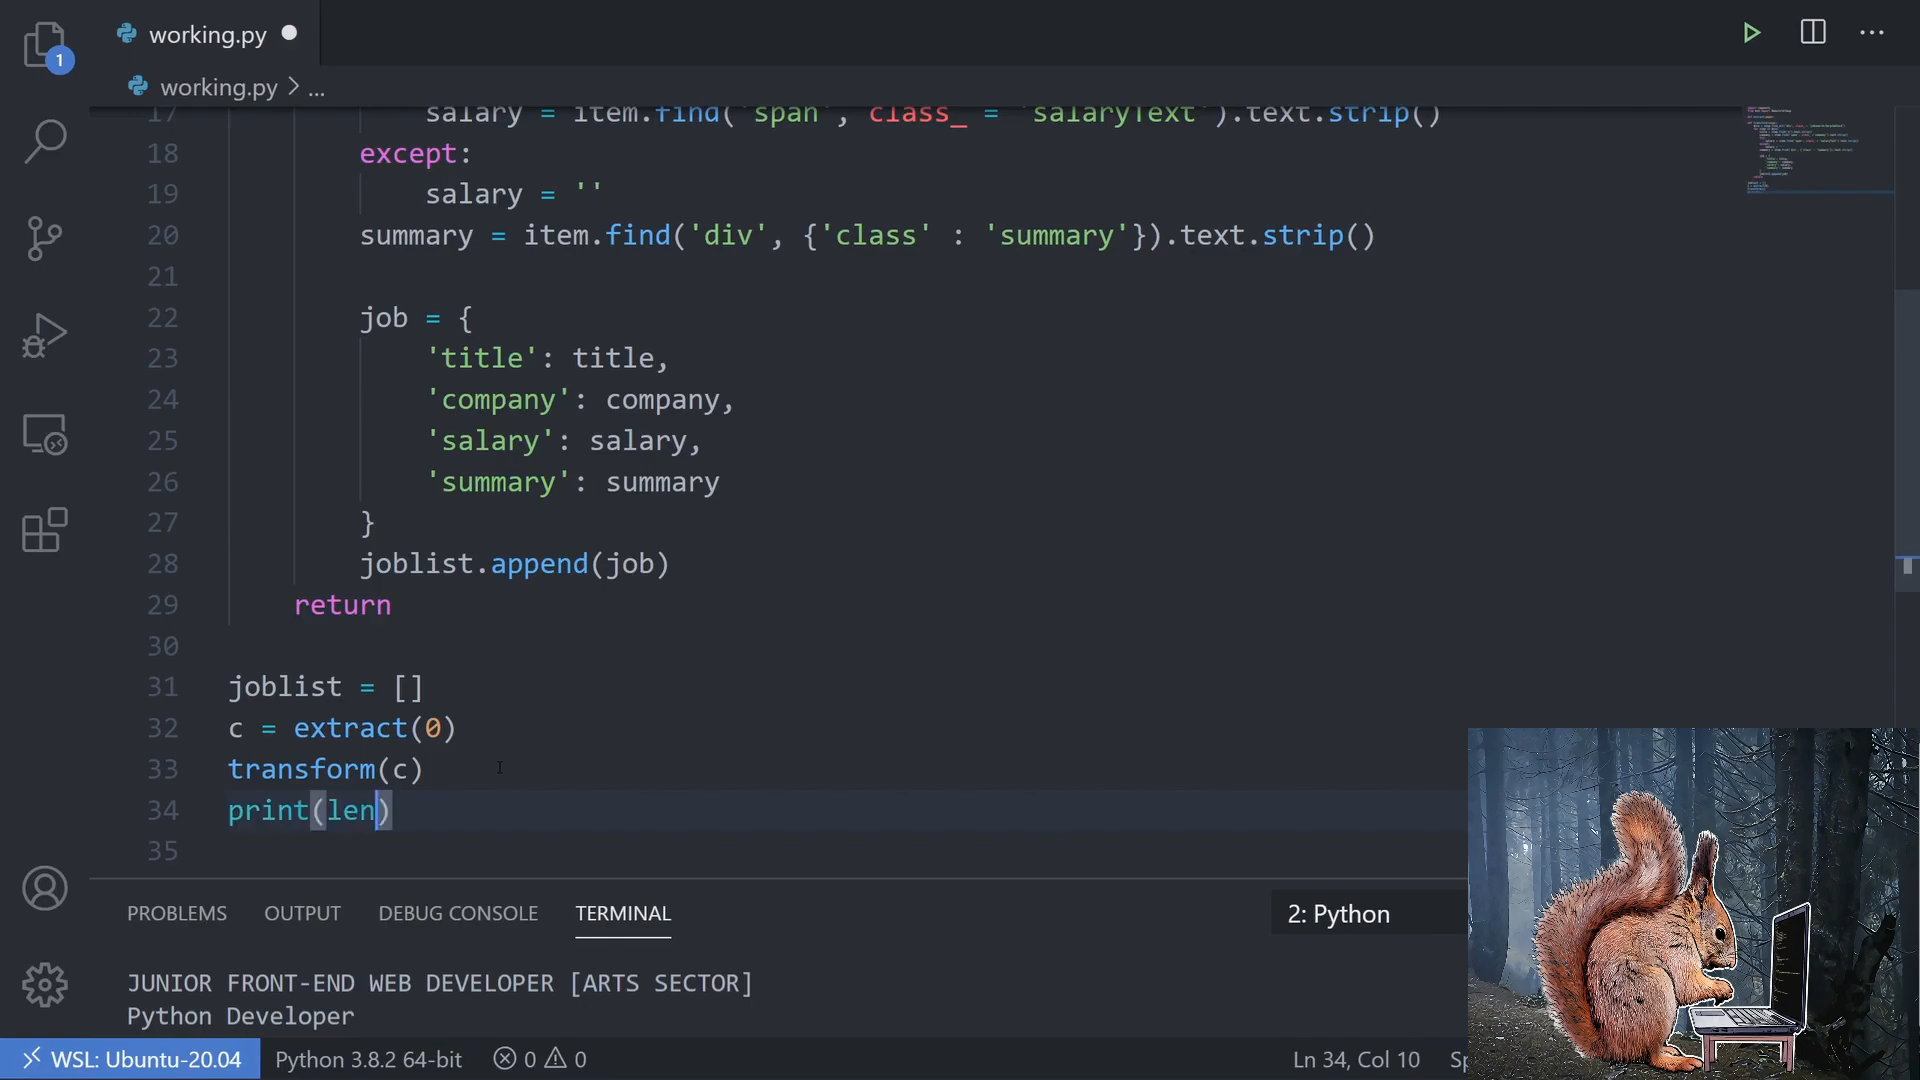 working.py
1
working.py > ...
17 salary = item.find('span', class_ = 'salaryText').text.strip()
18 except:
19 salary = ''
20 summary = item.find('div', {'class' : 'summary'}).text.strip()
21
22 job = {
23 'title': title,
24 'company': company,
25 'salary': salary,
26 'summary': summary
27 }
28 joblist.append(job)
29 return
30
31 joblist = []
32 c = extract(0)
33 transform(c)
34 print(len)
35
PROBLEMS OUTPUT DEBUG CONSOLE TERMINAL 2: Python
JUNIOR FRONT-END WEB DEVELOPER [ARTS SECTOR]
Python Developer
WSL: Ubuntu-20.04 Python 3.8.2 64-bit 0 0 Ln 34, Col 10